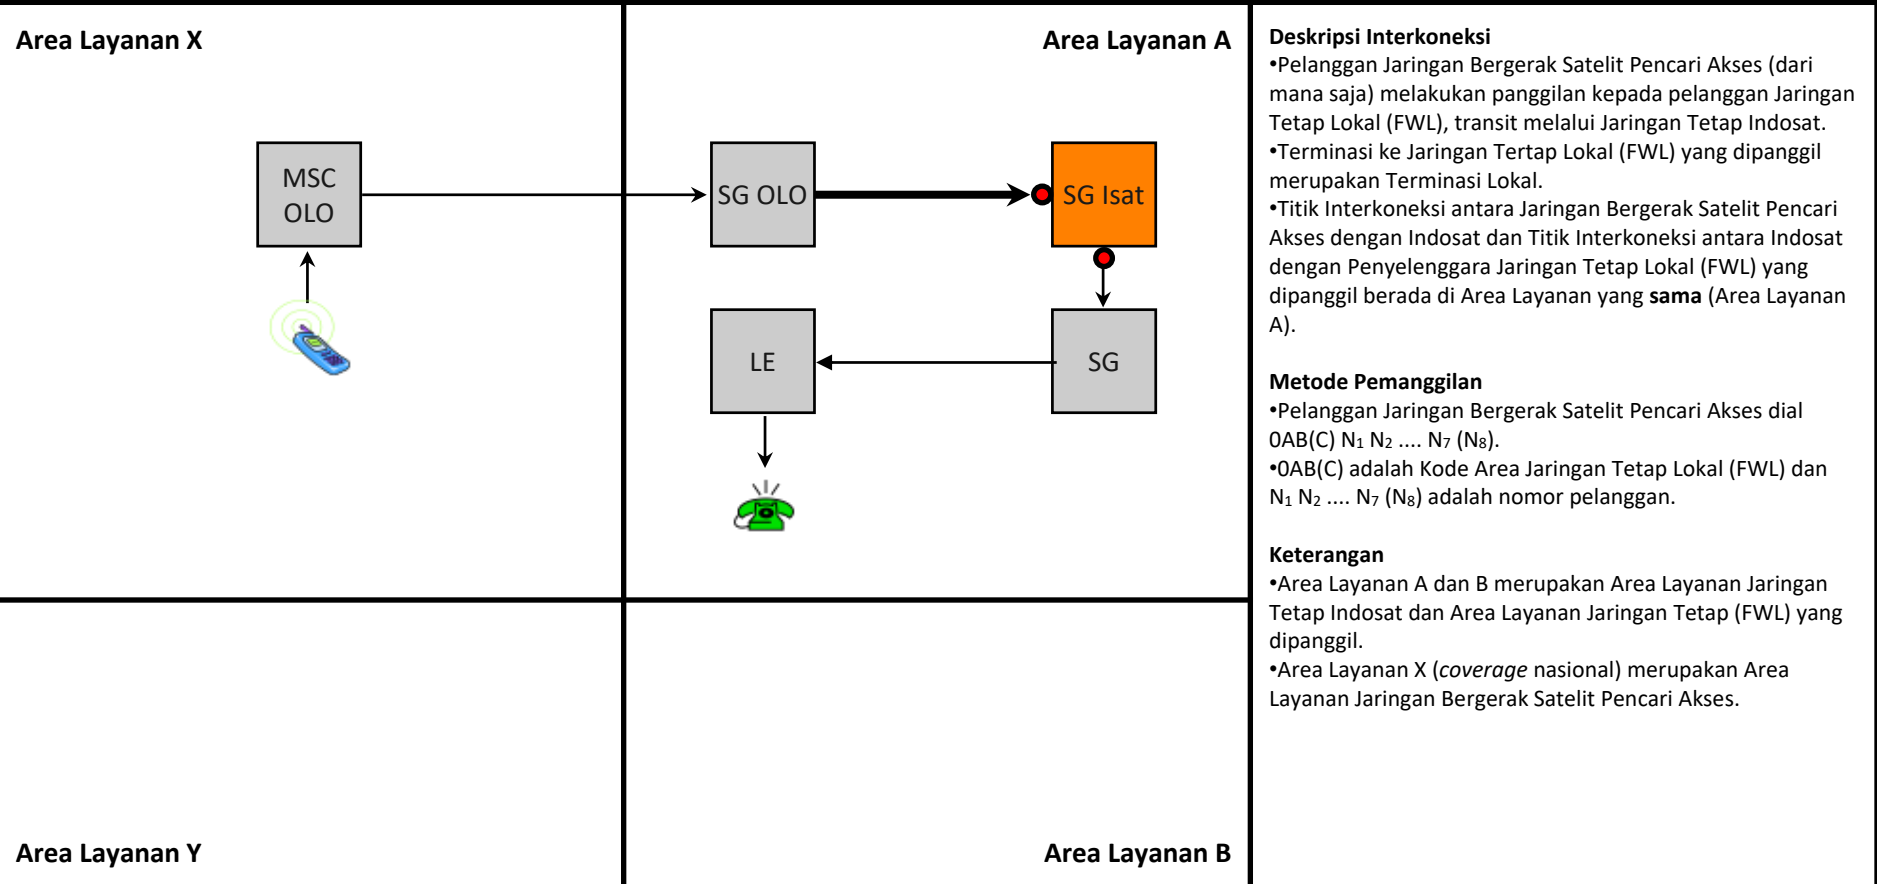 Area Layanan X
Area Layanan A
MSC
OLO
SG OLO
SG Isat
LE
SG
Area Layanan Y
Area Layanan B
Deskripsi Interkoneksi
•Pelanggan Jaringan Bergerak Satelit Pencari Akses (dari
mana saja) melakukan panggilan kepada pelanggan Jaringan
Tetap Lokal (FWL), transit melalui Jaringan Tetap Indosat.
•Terminasi ke Jaringan Tertap Lokal (FWL) yang dipanggil
merupakan Terminasi Lokal.
•Titik Interkoneksi antara Jaringan Bergerak Satelit Pencari
Akses dengan Indosat dan Titik Interkoneksi antara Indosat
dengan Penyelenggara Jaringan Tetap Lokal (FWL) yang
dipanggil berada di Area Layanan yang sama (Area Layanan
A).
Metode Pemanggilan
•Pelanggan Jaringan Bergerak Satelit Pencari Akses dial
0AB(C) N₁ N₂ .... N₇ (N₈).
•0AB(C) adalah Kode Area Jaringan Tetap Lokal (FWL) dan
N₁ N₂ .... N₇ (N₈) adalah nomor pelanggan.
Keterangan
•Area Layanan A dan B merupakan Area Layanan Jaringan
Tetap Indosat dan Area Layanan Jaringan Tetap (FWL) yang
dipanggil.
•Area Layanan X (coverage nasional) merupakan Area
Layanan Jaringan Bergerak Satelit Pencari Akses.